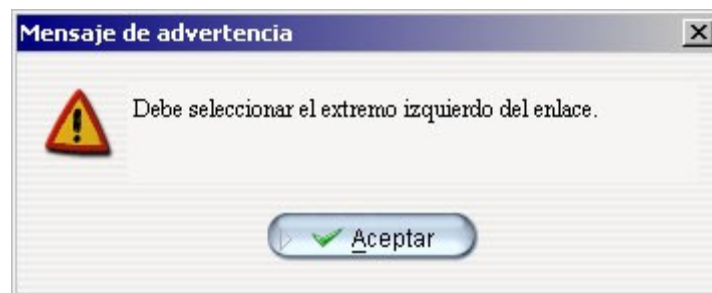 Mensaje de advertencia
Debe seleccionar el extremo izquierdo del enlace.
Aceptar